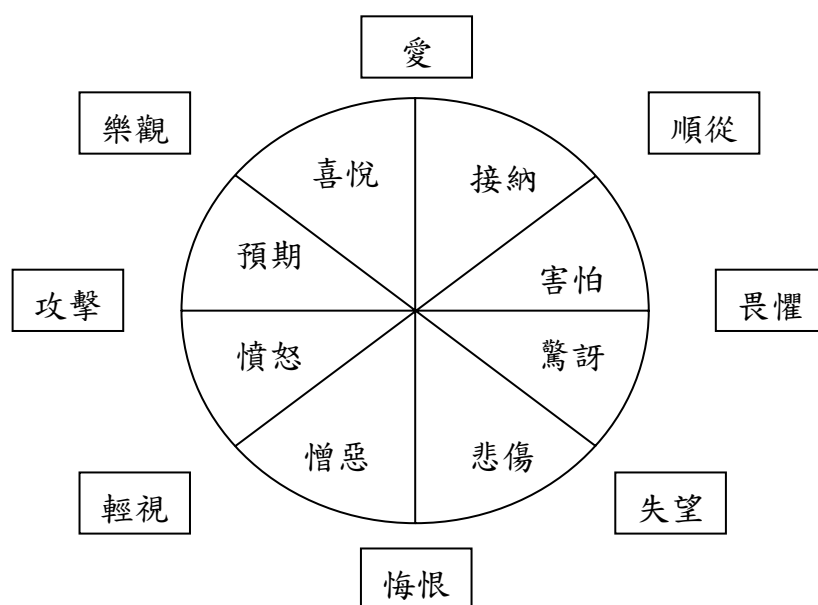 愛
樂觀
順從
喜悅
接納
預期
害怕
攻擊
畏懼
憤怒
驚訝
憎惡
悲傷
輕視
失望
悔恨